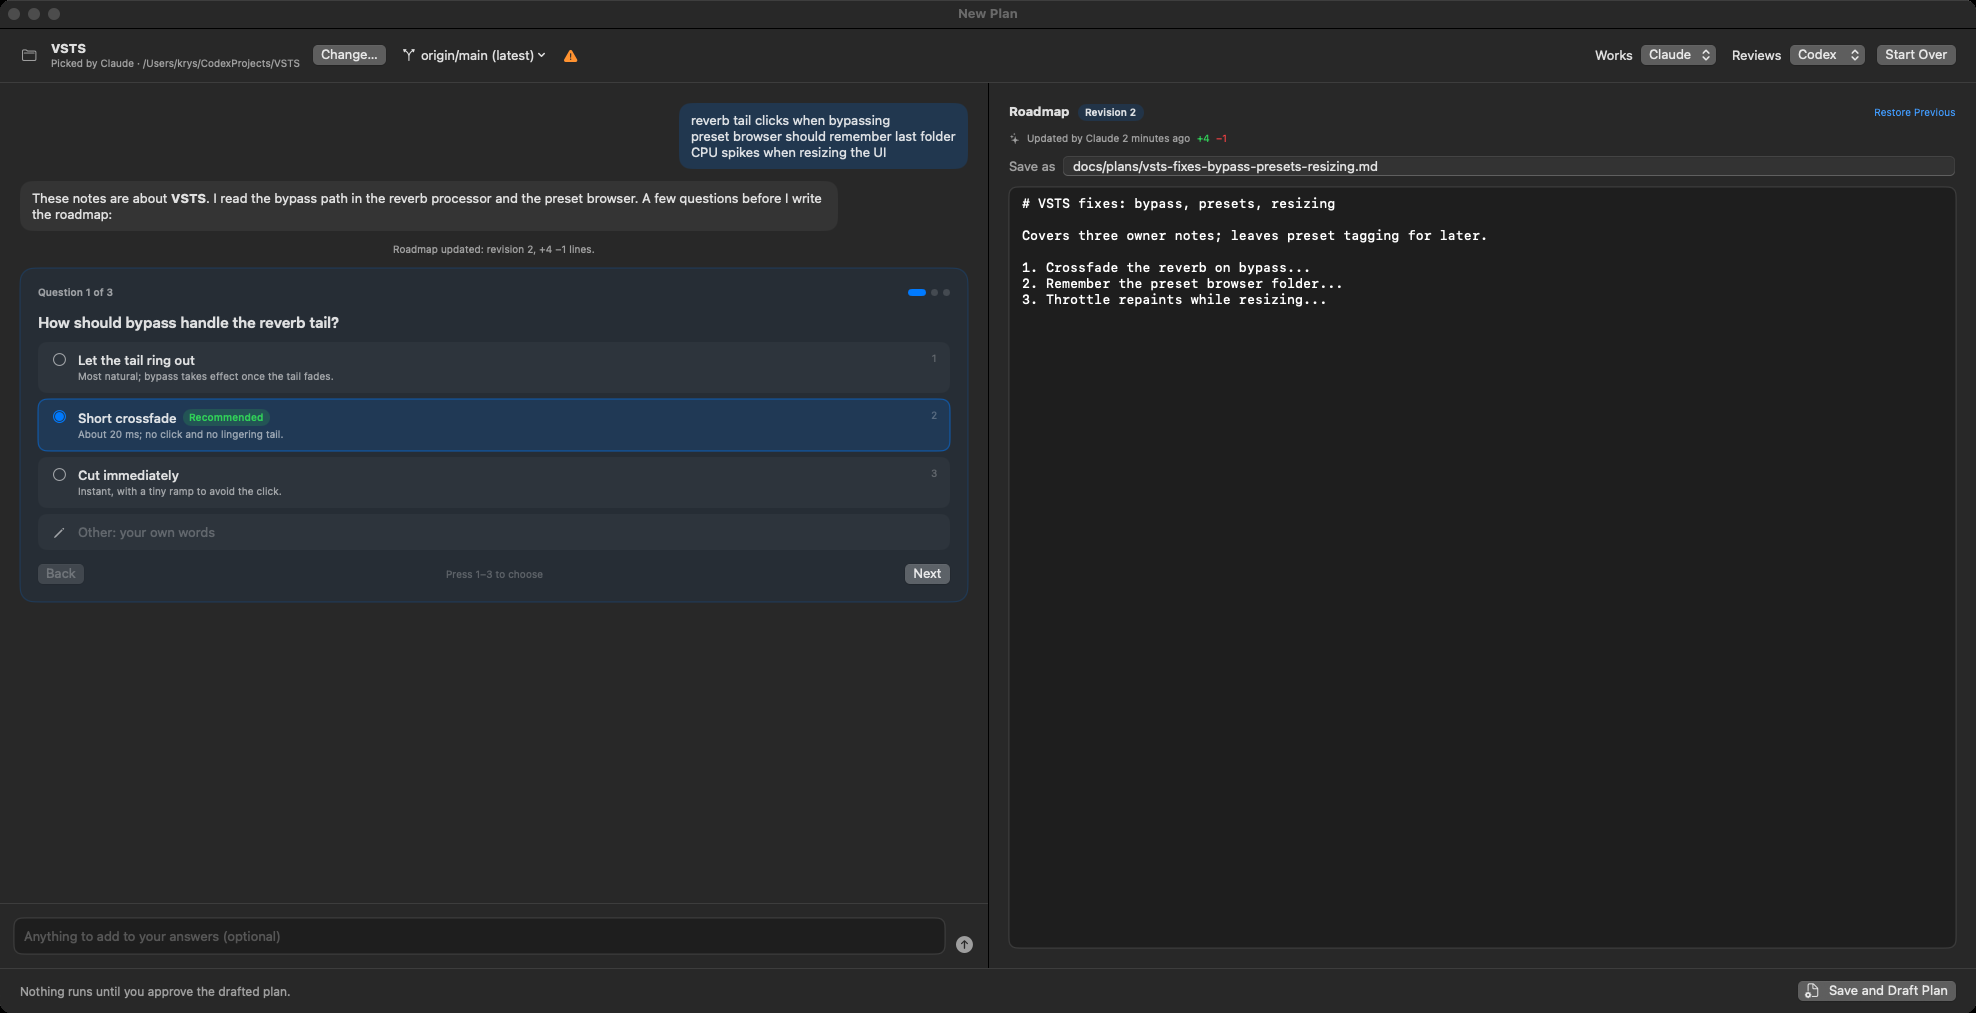 New Plan
VSTS
Picked by Claude · /Users/krys/CodexProjects/VSTS
Change...
origin/main (latest)
Works
Claude
Reviews
Codex
Start Over
reverb tail clicks when bypassing
preset browser should remember last folder
CPU spikes when resizing the UI
These notes are about VSTS. I read the bypass path in the reverb processor and the preset browser. A few questions before I write
the roadmap:
Roadmap updated: revision 2, +4 −1 lines.
Question 1 of 3
How should bypass handle the reverb tail?
Let the tail ring out
1
Most natural; bypass takes effect once the tail fades.
Short crossfade
Recommended
2
About 20 ms; no click and no lingering tail.
Cut immediately
3
Instant, with a tiny ramp to avoid the click.
Other: your own words
Back
Press 1–3 to choose
Next
Anything to add to your answers (optional)
Roadmap
Revision 2
Restore Previous
Updated by Claude 2 minutes ago +4 −1
Save as
docs/plans/vsts-fixes-bypass-presets-resizing.md
# VSTS fixes: bypass, presets, resizing
Covers three owner notes; leaves preset tagging for later.
1. Crossfade the reverb on bypass...
2. Remember the preset browser folder...
3. Throttle repaints while resizing...
Nothing runs until you approve the drafted plan.
Save and Draft Plan